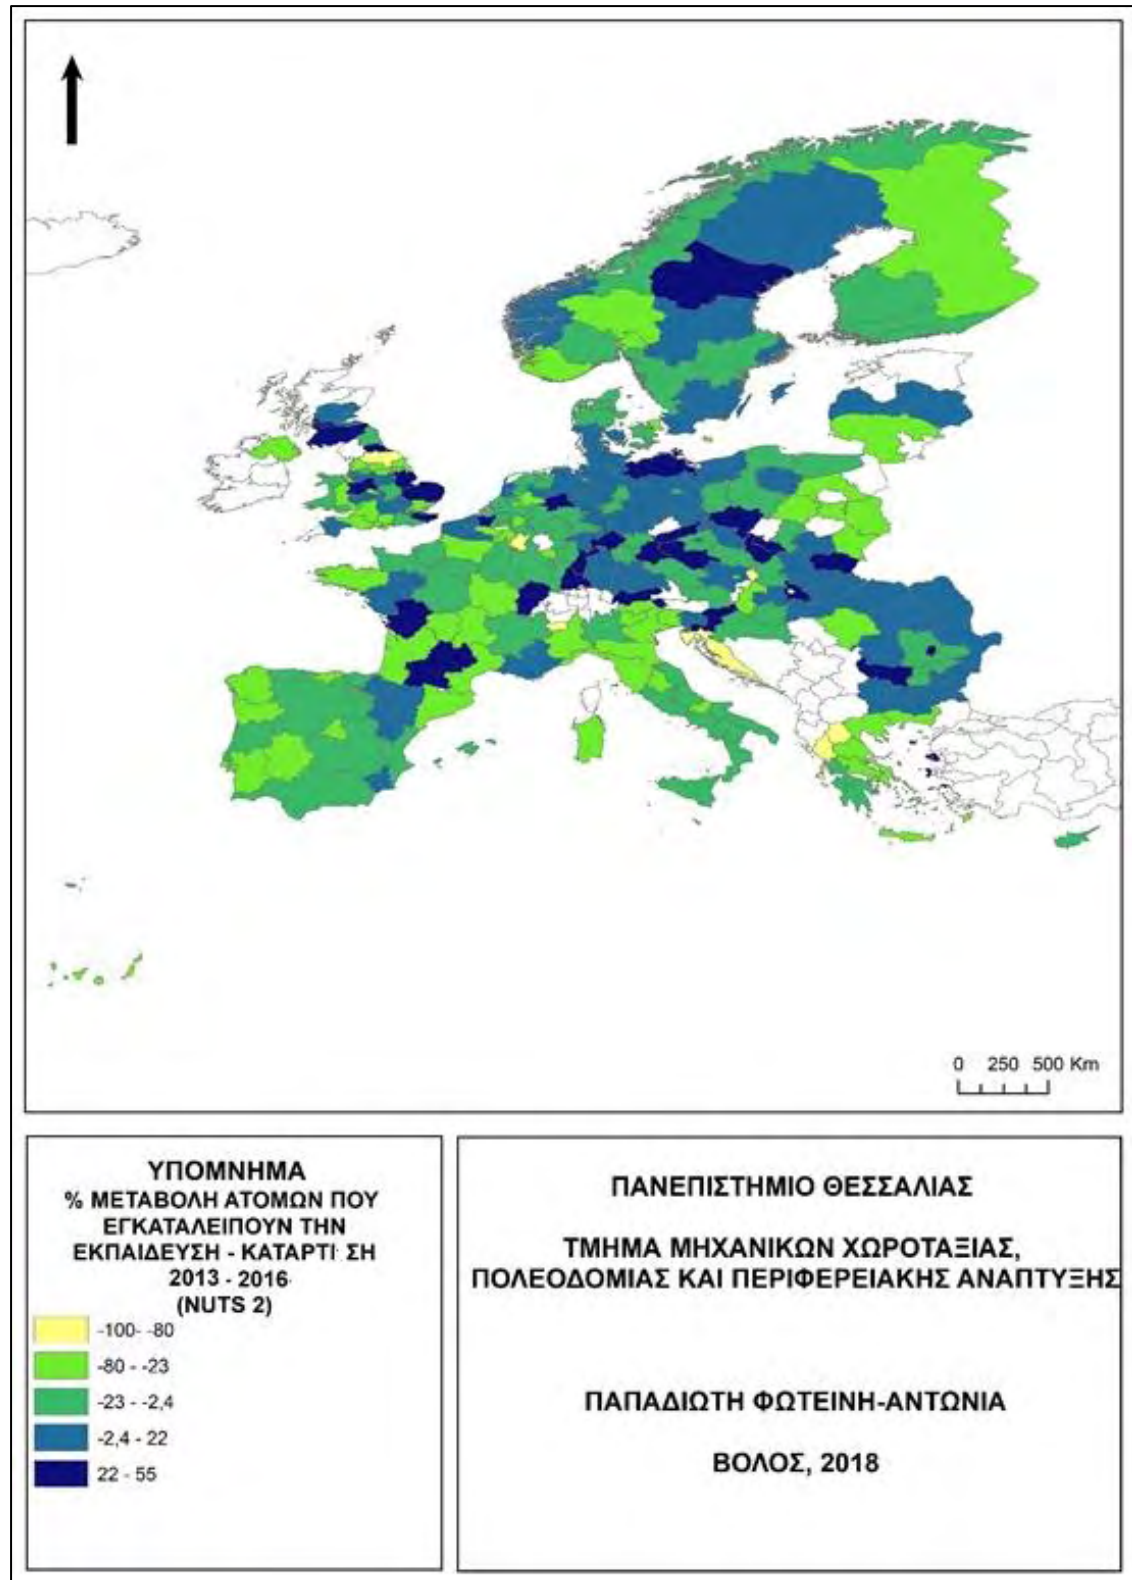 0 250 500 Km
ΥΠΟΜΝΗΜΑ
% ΜΕΤΑΒΟΛΗ ΑΤΟΜΩΝ ΠΟΥ
ΕΓΚΑΤΑΛΕΙΠΟΥΝ ΤΗΝ
ΕΚΠΑΙΔΕΥΣΗ - ΚΑΤΑΡΤΙ ΣΗ
2013 - 2016
(NUTS 2)
-100- -80
-80 - -23
-23 - -2,4
-2,4 - 22
22 - 55
ΠΑΝΕΠΙΣΤΗΜΙΟ ΘΕΣΣΑΛΙΑΣ
ΤΜΗΜΑ ΜΗΧΑΝΙΚΩΝ ΧΩΡΟΤΑΞΙΑΣ,
ΠΟΛΕΟΔΟΜΙΑΣ ΚΑΙ ΠΕΡΙΦΕΡΕΙΑΚΗΣ ΑΝΑΠΤΥΞΗΣ
ΠΑΠΑΔΙΩΤΗ ΦΩΤΕΙΝΗ-ΑΝΤΩΝΙΑ
ΒΟΛΟΣ, 2018